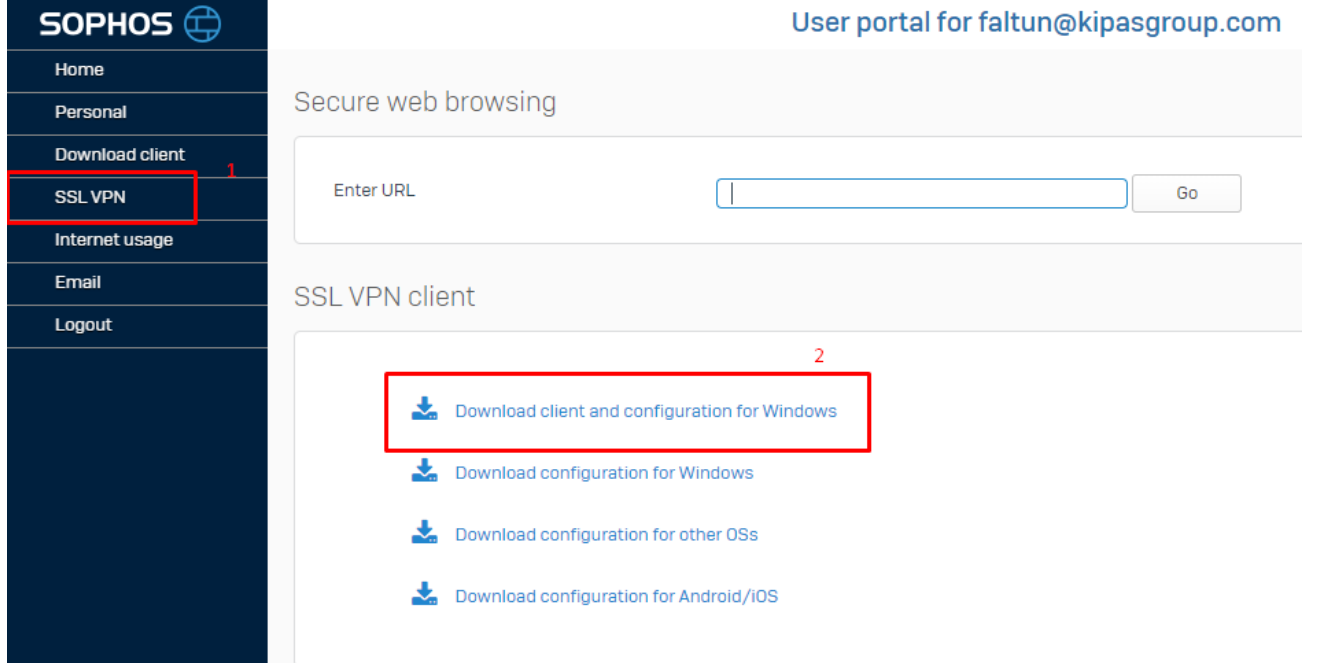 SOPHOS
User portal for faltun@kipasgroup.com
Home
Personal
Download client
1
SSL VPN
Internet usage
Email
Logout
Secure web browsing
Enter URL
Go
SSL VPN client
2
Download client and configuration for Windows
Download configuration for Windows
Download configuration for other OSs
Download configuration for Android/iOS